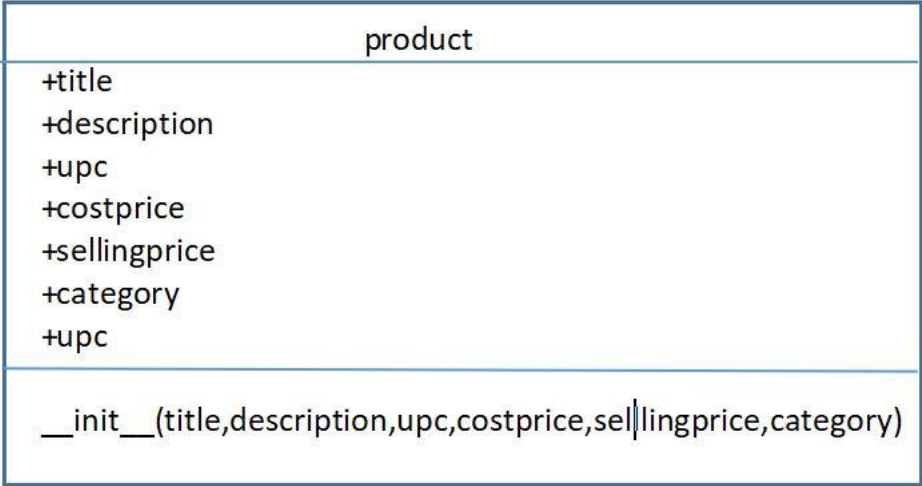 product
+title
+description
+upc
+costprice
+sellingprice
+category
+upc
__init__(title,description,upc,costprice,sellingprice,category)